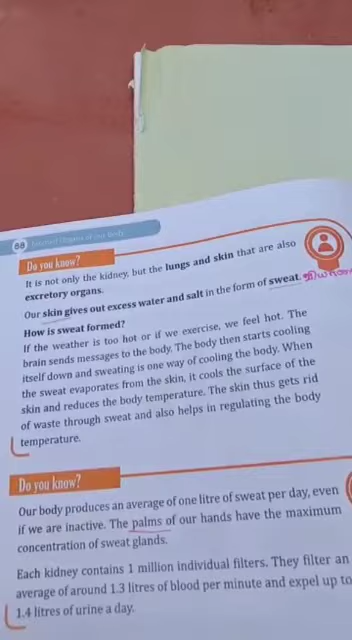 68 Internal Organs of our Body
Do you know?
It is not only the kidney, but the lungs and skin that are also
excretory organs.
Our skin gives out excess water and salt in the form of sweat.
How is sweat formed?
If the weather is too hot or if we exercise, we feel hot. The
brain sends messages to the body. The body then starts cooling
itself down and sweating is one way of cooling the body. When
the sweat evaporates from the skin, it cools the surface of the
skin and reduces the body temperature. The skin thus gets rid
of waste through sweat and also helps in regulating the body
temperature.
Do you know?
Our body produces an average of one litre of sweat per day, even
if we are inactive. The palms of our hands have the maximum
concentration of sweat glands.
Each kidney contains 1 million individual filters. They filter an
average of around 1.3 litres of blood per minute and expel up to
1.4 litres of urine a day.